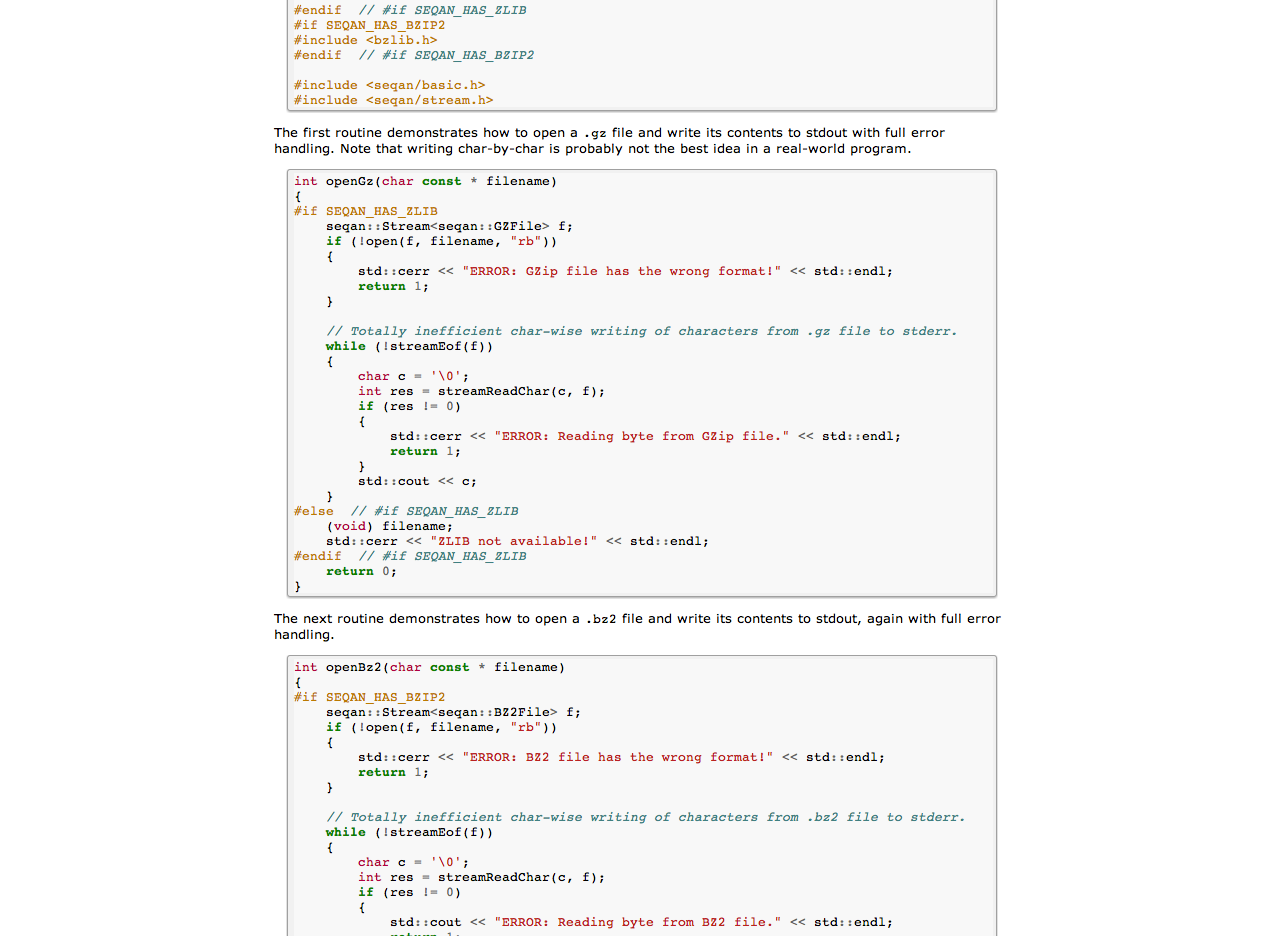 #endif  // #if SEQAN_HAS_ZLIB
#if SEQAN_HAS_BZIP2
#include <bzlib.h>
#endif  // #if SEQAN_HAS_BZIP2

#include <seqan/basic.h>
#include <seqan/stream.h>
The first routine demonstrates how to open a .gz file and write its contents to stdout with full error
handling. Note that writing char-by-char is probably not the best idea in a real-world program.
int openGz(char const * filename)
{
#if SEQAN_HAS_ZLIB
    seqan::Stream<seqan::GZFile> f;
    if (!open(f, filename, "rb"))
    {
        std::cerr << "ERROR: GZip file has the wrong format!" << std::endl;
        return 1;
    }

    // Totally inefficient char-wise writing of characters from .gz file to stderr.
    while (!streamEof(f))
    {
        char c = '\0';
        int res = streamReadChar(c, f);
        if (res != 0)
        {
            std::cerr << "ERROR: Reading byte from GZip file." << std::endl;
            return 1;
        }
        std::cout << c;
    }
#else  // #if SEQAN_HAS_ZLIB
    (void) filename;
    std::cerr << "ZLIB not available!" << std::endl;
#endif  // #if SEQAN_HAS_ZLIB
    return 0;
}
The next routine demonstrates how to open a .bz2 file and write its contents to stdout, again with full error
handling.
int openBz2(char const * filename)
{
#if SEQAN_HAS_BZIP2
    seqan::Stream<seqan::BZ2File> f;
    if (!open(f, filename, "rb"))
    {
        std::cerr << "ERROR: BZ2 file has the wrong format!" << std::endl;
        return 1;
    }

    // Totally inefficient char-wise writing of characters from .bz2 file to stderr.
    while (!streamEof(f))
    {
        char c = '\0';
        int res = streamReadChar(c, f);
        if (res != 0)
        {
            std::cout << "ERROR: Reading byte from BZ2 file." << std::endl;